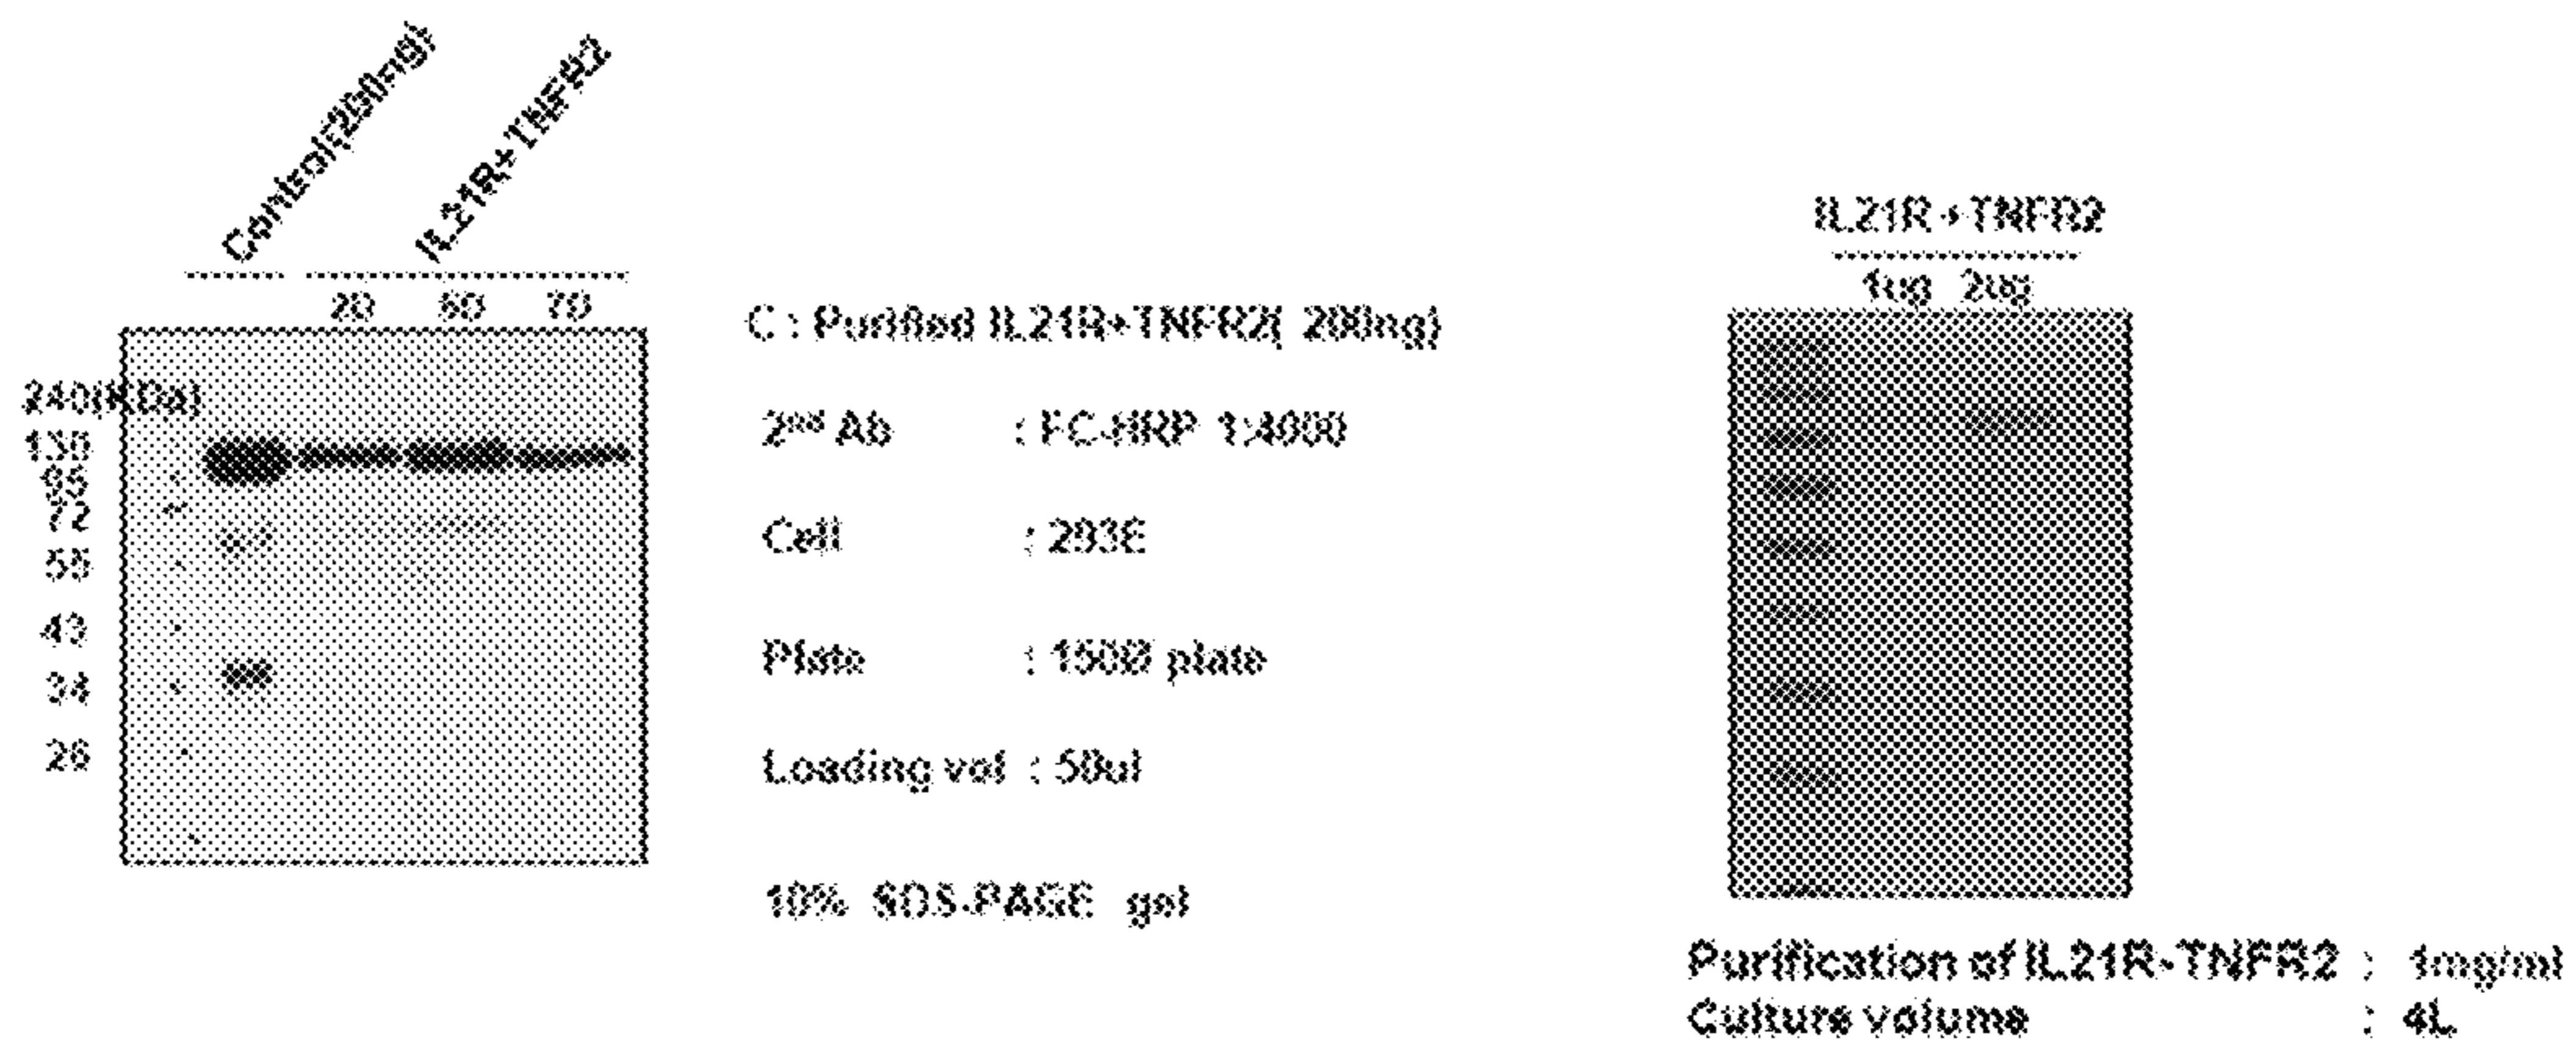 Control(200ng)
IL21R+TNFR2
20 50 70
240(KDa)
130
95
72
55
43
34
26
C : Purified IL21R+TNFR2( 200ng)
2nd Ab : FC-HRP 1:4000
Cell : 293E
Plate : 150Ø plate
Loading vol : 50ul
10% SDS-PAGE gel
IL21R+TNFR2
1ug 2ug
Purification of IL21R-TNFR2 : 1mg/ml
Culture volume : 4L